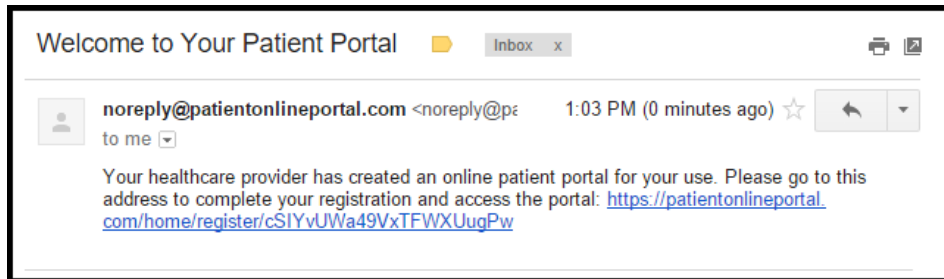 Welcome to Your Patient Portal Inbox x
noreply@patientonlineportal.com <noreply@pa 1:03 PM (0 minutes ago)
to me
Your healthcare provider has created an online patient portal for your use. Please go to this
address to complete your registration and access the portal: https://patientonlineportal.
com/home/register/cSIYvUWa49VxTFWXUugPw